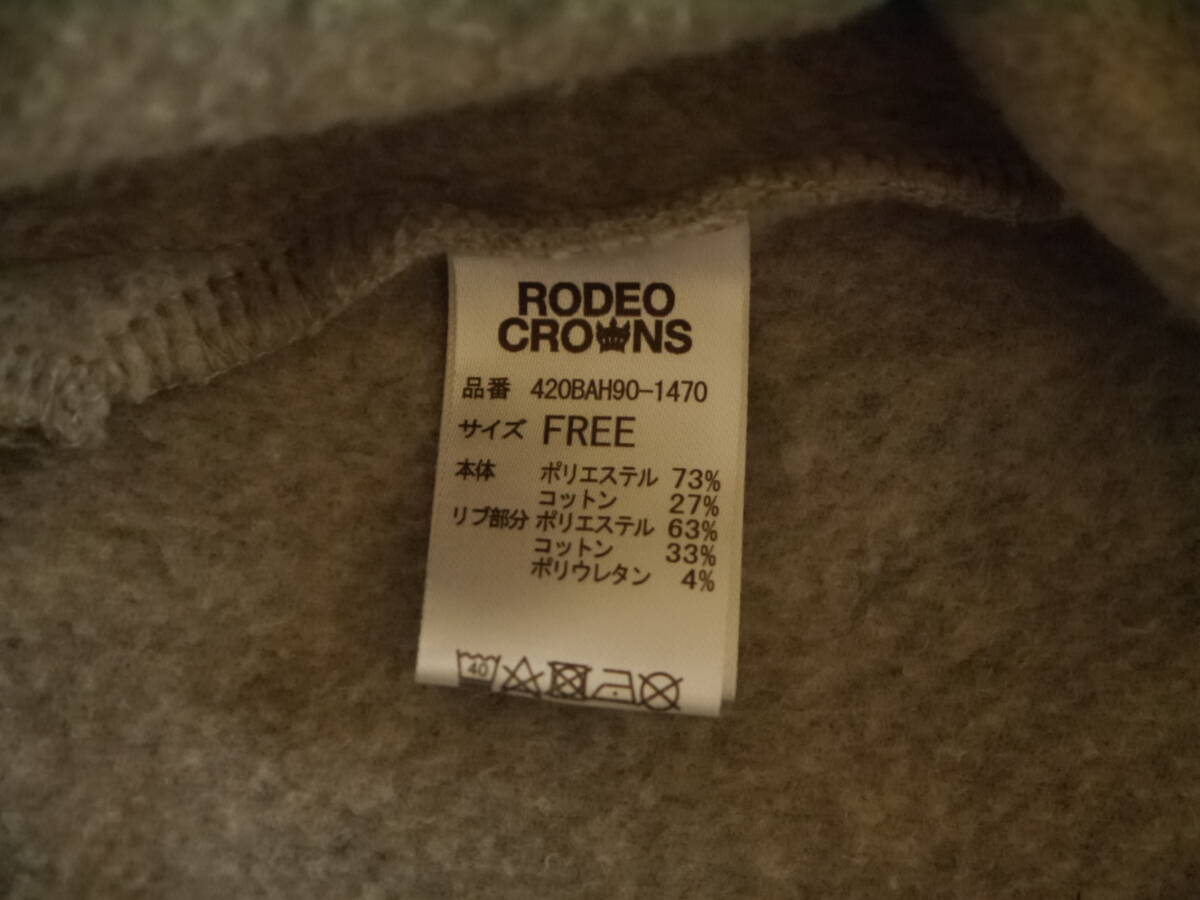 RODEO
CROWNS
品番 420BAH90-1470
サイズ FREE
本体 ポリエステル 73%
コットン 27%
リブ部分 ポリエステル 63%
コットン 33%
ポリウレタン 4%
40